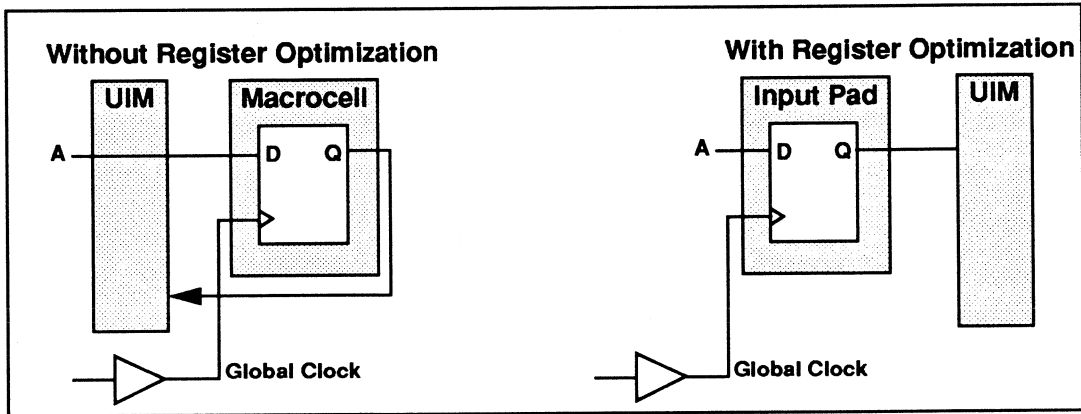 Without Register Optimization
UIM
Macrocell
A
D
Q
Global Clock
With Register Optimization
Input Pad
UIM
A
D
Q
Global Clock